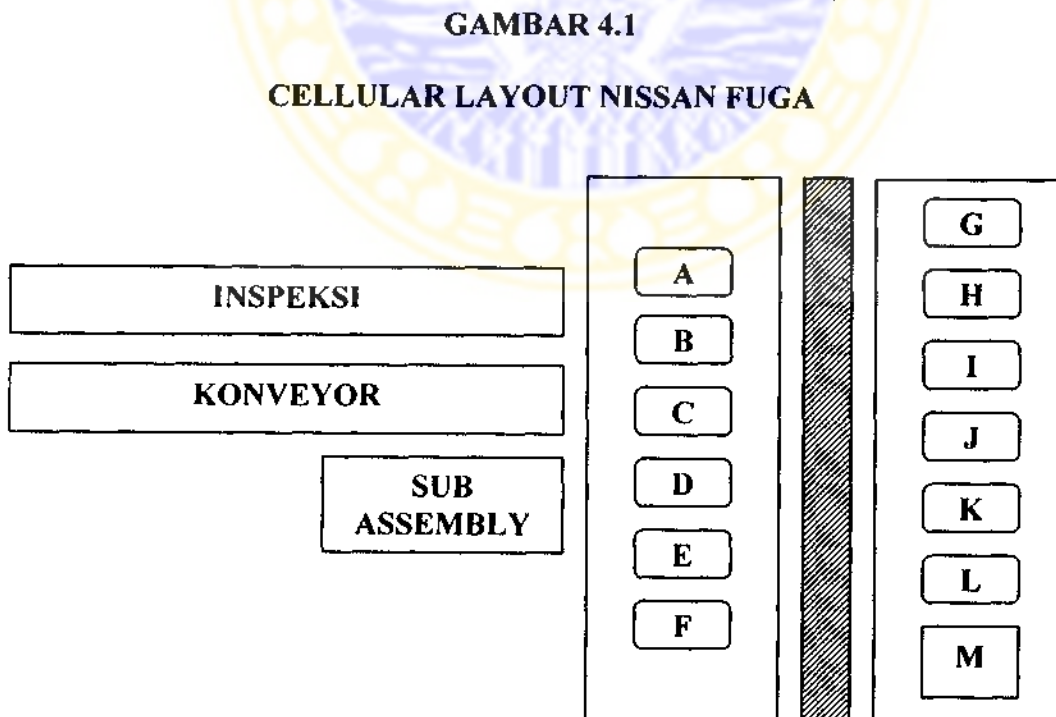 GAMBAR 4.1
CELLULAR LAYOUT NISSAN FUGA
INSPEKSI
KONVEYOR
SUB
ASSEMBLY
A
B
C
D
E
F
G
H
I
J
K
L
M